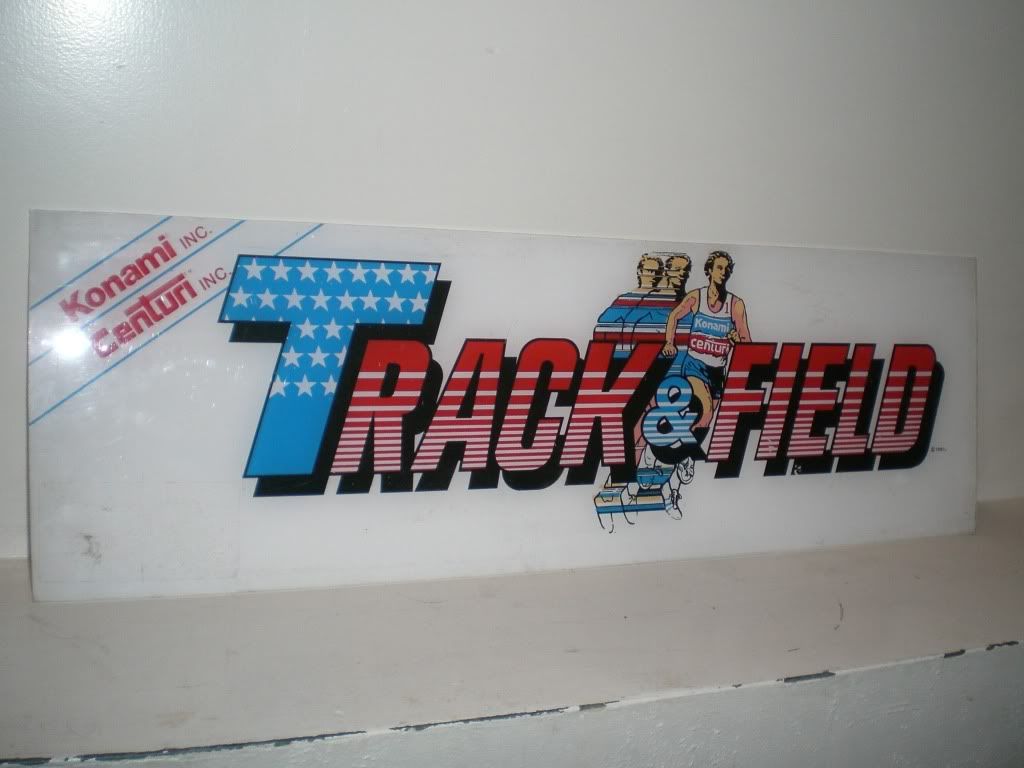 Konami INC.
Centuri INC.
TRACK & FIELD
Konami
Centuri